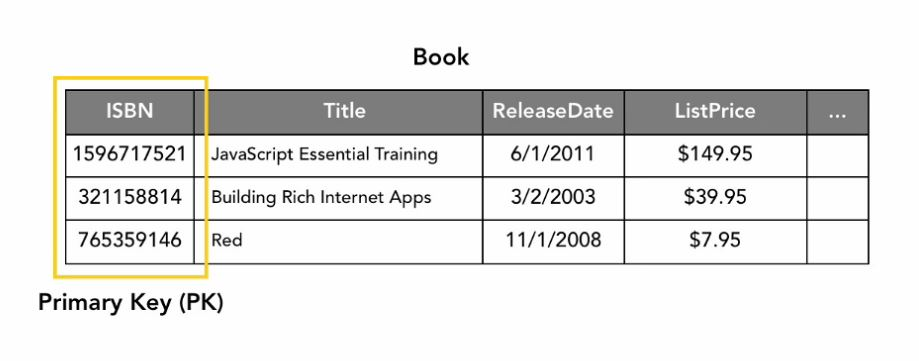 Book
ISBN Title ReleaseDate ListPrice ...
1596717521 JavaScript Essential Training 6/1/2011 $149.95
321158814 Building Rich Internet Apps 3/2/2003 $39.95
765359146 Red 11/1/2008 $7.95
Primary Key (PK)